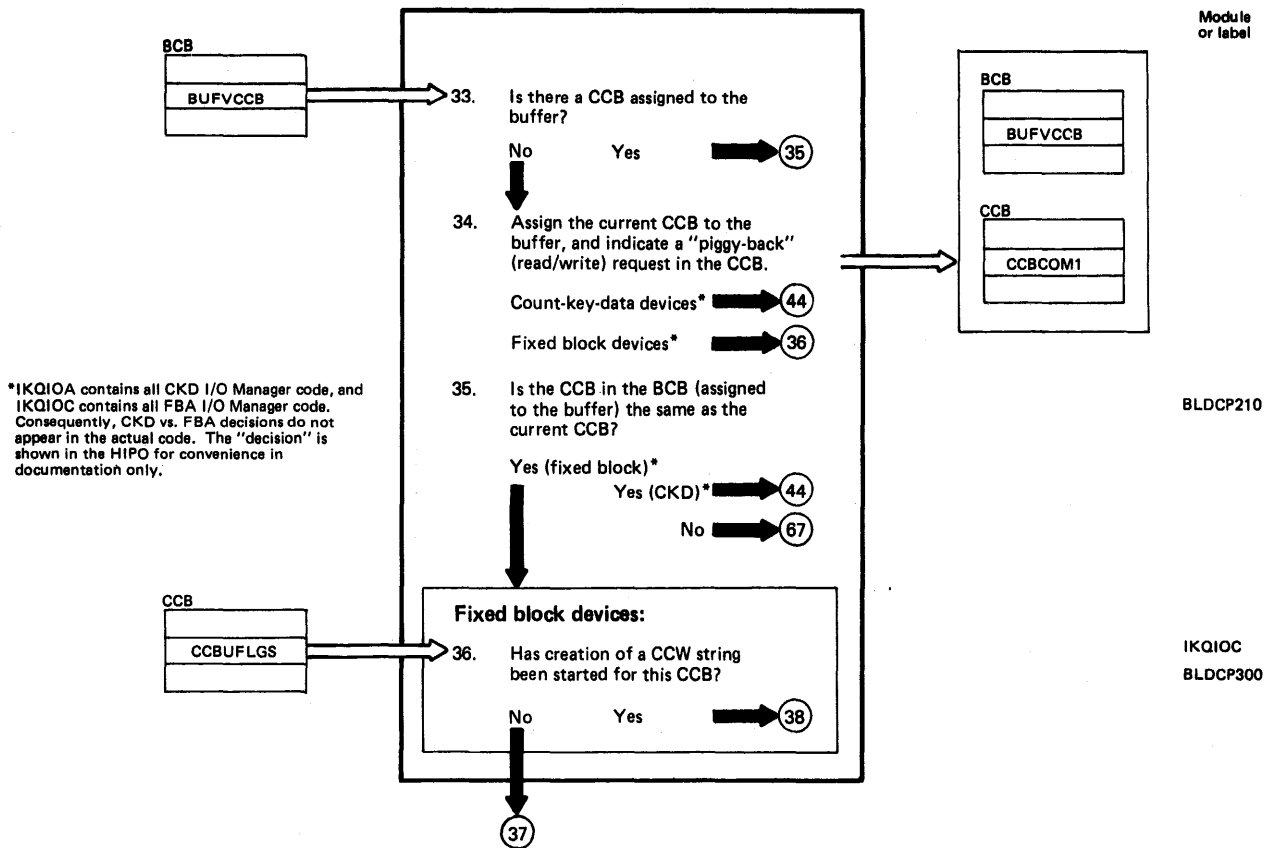 Module
or label
BCB
BUFVCCB
33. Is there a CCB assigned to the
buffer?
No Yes 35
34. Assign the current CCB to the
buffer, and indicate a "piggy-back"
(read/write) request in the CCB.
Count-key-data devices* 44
Fixed block devices* 36
BCB
BUFVCCB
CCB
CCBCOM1
*IKQIOA contains all CKD I/O Manager code, and
IKQIOC contains all FBA I/O Manager code.
Consequently, CKD vs. FBA decisions do not
appear in the actual code. The "decision" is
shown in the HIPO for convenience in
documentation only.
35. Is the CCB in the BCB (assigned
to the buffer) the same as the
current CCB?
BLDCP210
Yes (fixed block)*
Yes (CKD)* 44
No 67
CCB
CCBUFLGS
Fixed block devices:
36. Has creation of a CCW string
been started for this CCB?
IKQIOC
BLDCP300
No Yes 38
37